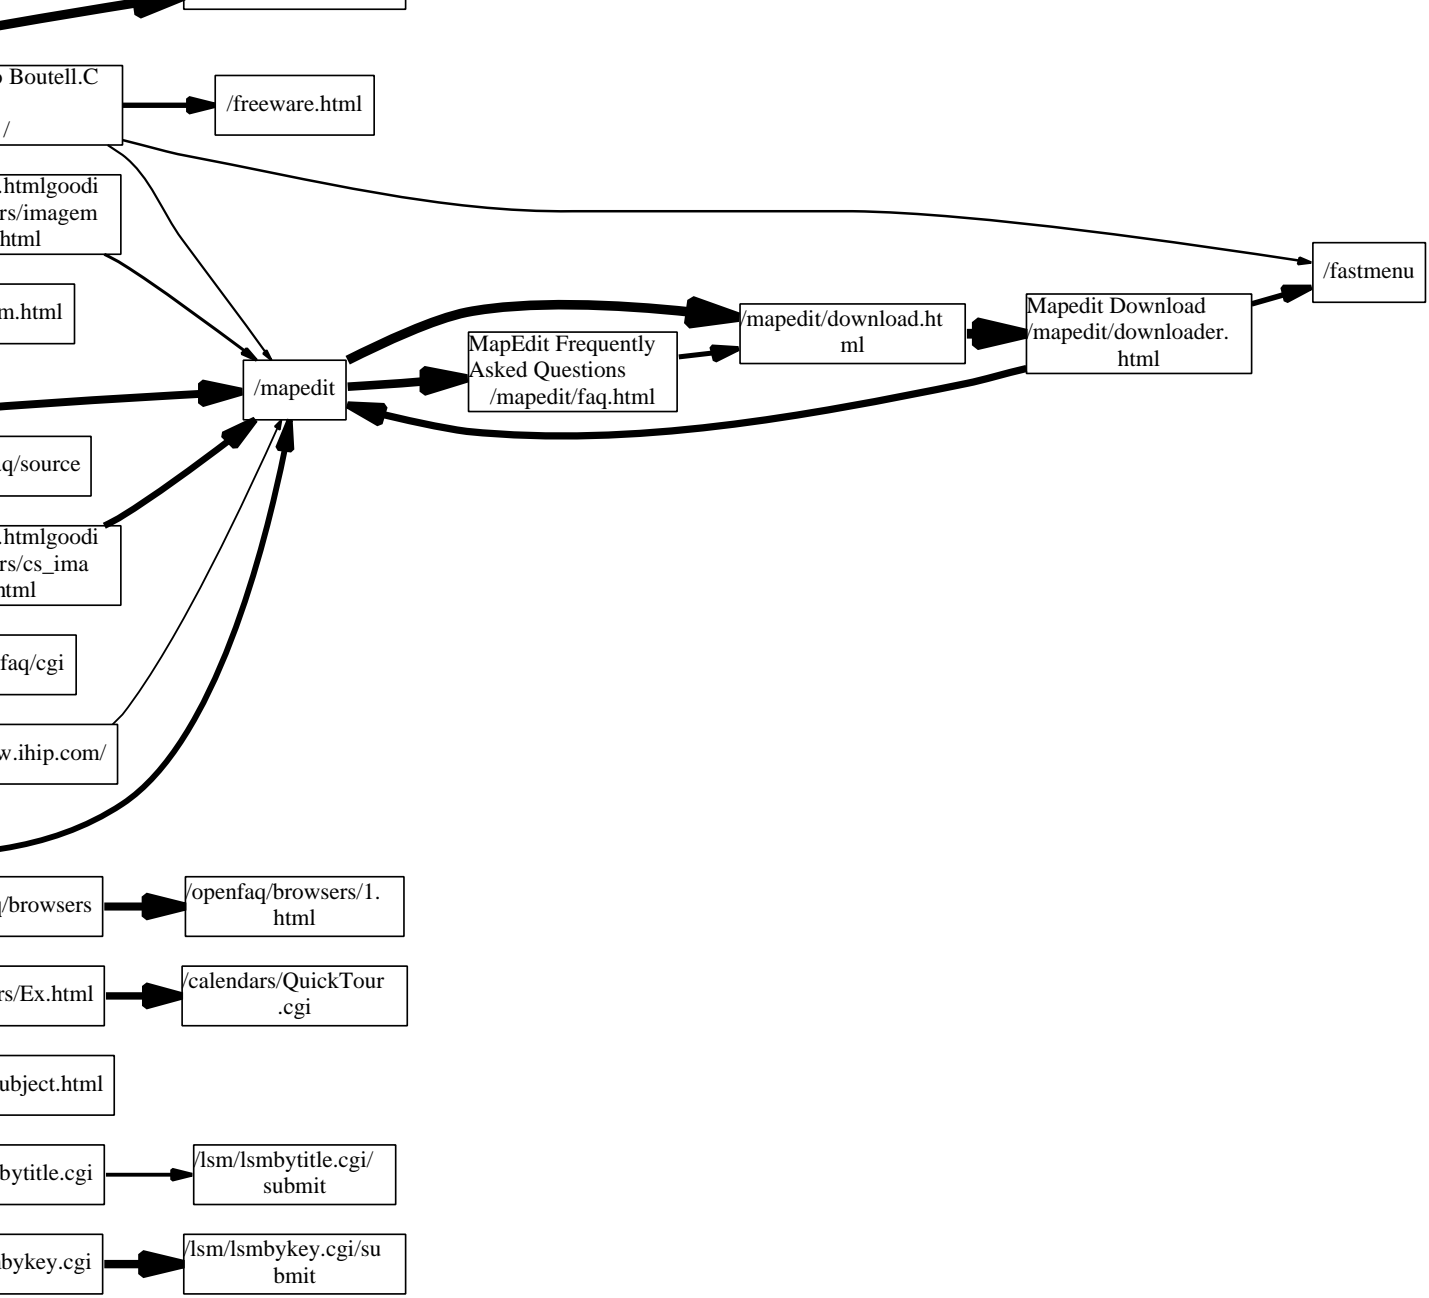 Boutell.C
/
/freeware.html
.htmlgoodi
rs/imagem
html
/fastmenu
m.html
Mapedit Download
/mapedit/downloader.
html
/mapedit/download.ht
ml
MapEdit Frequently
Asked Questions
/mapedit/faq.html
/mapedit
q/source
.htmlgoodi
rs/cs_ima
html
faq/cgi
w.ihip.com/
/browsers
/openfaq/browsers/1.
html
rs/Ex.html
/calendars/QuickTour
.cgi
ubject.html
bytitle.cgi
/lsm/lsmbytitle.cgi/
submit
bykey.cgi
/lsm/lsmbykey.cgi/su
bmit